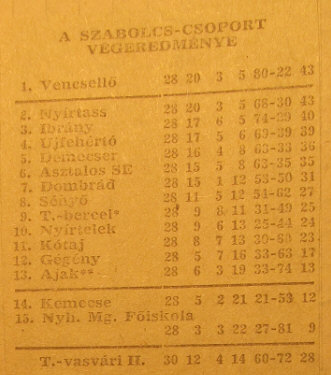 A SZABOLCS-CSOPORT
VÉGEREDMÉNYE
1. Vencsellő 28 20 3 5 80-22 43
2. Nyírtass 28 20 3 5 68-30 43
3. Ibrány 28 17 6 5 74-29 40
4. Ujfehértó 28 17 5 6 69-39 39
5. Demecser 28 16 4 8 63-33 36
6. Asztalos SE 28 15 5 8 63-35 35
7. Dombrád 28 15 1 12 53-50 31
8. Sényő 28 11 5 12 54-62 27
9. T.-bercel* 28 9 8 11 31-49 25
10. Nyírtelek 28 9 6 13 25-44 24
11. Kótaj 28 8 7 13 23
12. Gégény 28 5 7 16 33-63 17
13. Ajak** 28 6 3 19 33-74 13
14. Kemecse 28 5 2 21 21-53 12
15. Nyh. Mg. Főiskola
28 3 3 22 27-81 9
T.-vasvári II. 30 12 4 14 60-72 28